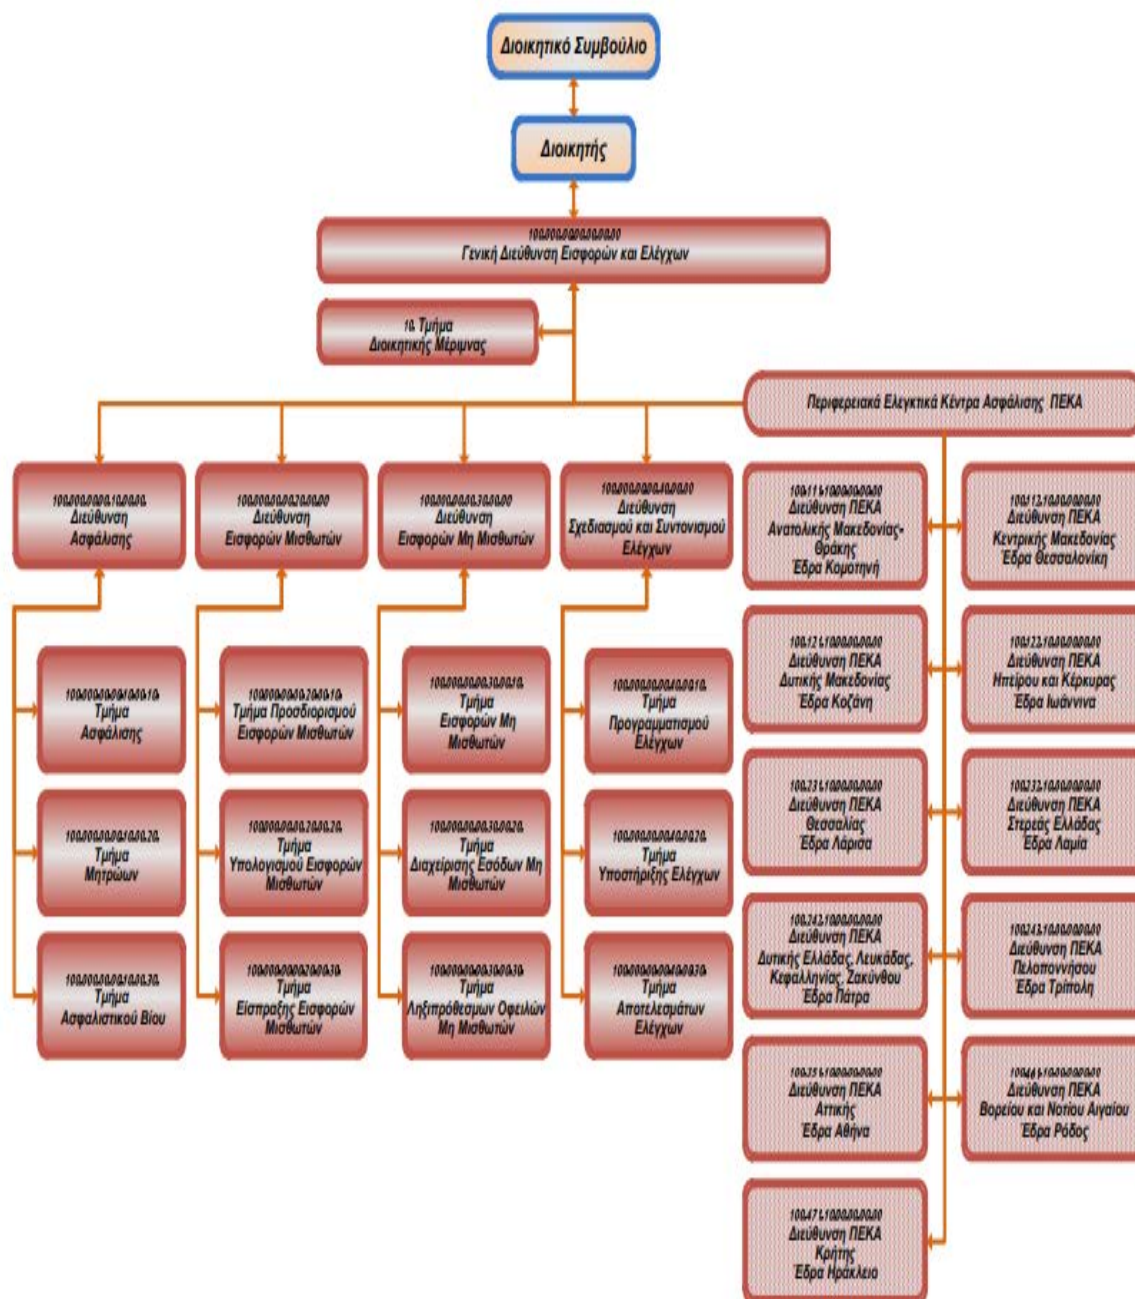 Διοικητικό Συμβούλιο
Διοικητής
Γενική Διεύθυνση Εισφορών και Ελέγχων
10. Τμήμα
Διοικητικής Μέριμνας
Περιφερειακά Ελεγκτικά Κέντρα Ασφάλισης ΠΕΚΑ
Διεύθυνση
Ασφάλισης
Διεύθυνση
Εισφορών Μισθωτών
Διεύθυνση
Εισφορών Μη Μισθωτών
Διεύθυνση
Σχεδιασμού και Συντονισμού
Ελέγχων
Τμήμα
Ασφάλισης
Τμήμα Προσδιορισμού
Εισφορών Μισθωτών
Τμήμα
Εισφορών Μη
Μισθωτών
Τμήμα
Προγραμματισμού
Ελέγχων
Τμήμα
Μητρώων
Τμήμα
Υπολογισμού Εισφορών
Μισθωτών
Τμήμα
Διαχείρισης Εσόδων Μη
Μισθωτών
Τμήμα
Υποστήριξης Ελέγχων
Τμήμα
Ασφαλιστικού Βίου
Τμήμα
Είσπραξης Εισφορών
Μισθωτών
Τμήμα
Ληξιπρόθεσμων Οφειλών
Μη Μισθωτών
Τμήμα
Αποτελεσμάτων
Ελέγχων
Διεύθυνση ΠΕΚΑ
Ανατολικής Μακεδονίας-
Θράκης
Έδρα Κομοτηνή
Διεύθυνση ΠΕΚΑ
Κεντρικής Μακεδονίας
Έδρα Θεσσαλονίκη
Διεύθυνση ΠΕΚΑ
Δυτικής Μακεδονίας
Έδρα Κοζάνη
Διεύθυνση ΠΕΚΑ
Ηπείρου και Κέρκυρας
Έδρα Ιωάννινα
Διεύθυνση ΠΕΚΑ
Θεσσαλίας
Έδρα Λάρισα
Διεύθυνση ΠΕΚΑ
Στερεάς Ελλάδας
Έδρα Λαμία
Διεύθυνση ΠΕΚΑ
Δυτικής Ελλάδας, Λευκάδας,
Κεφαλληνίας, Ζακύνθου
Έδρα Πάτρα
Διεύθυνση ΠΕΚΑ
Πελοποννήσου
Έδρα Τρίπολη
Διεύθυνση ΠΕΚΑ
Αττικής
Έδρα Αθήνα
Διεύθυνση ΠΕΚΑ
Βορείου και Νοτίου Αιγαίου
Έδρα Ρόδος
Διεύθυνση ΠΕΚΑ
Κρήτης
Έδρα Ηράκλειο